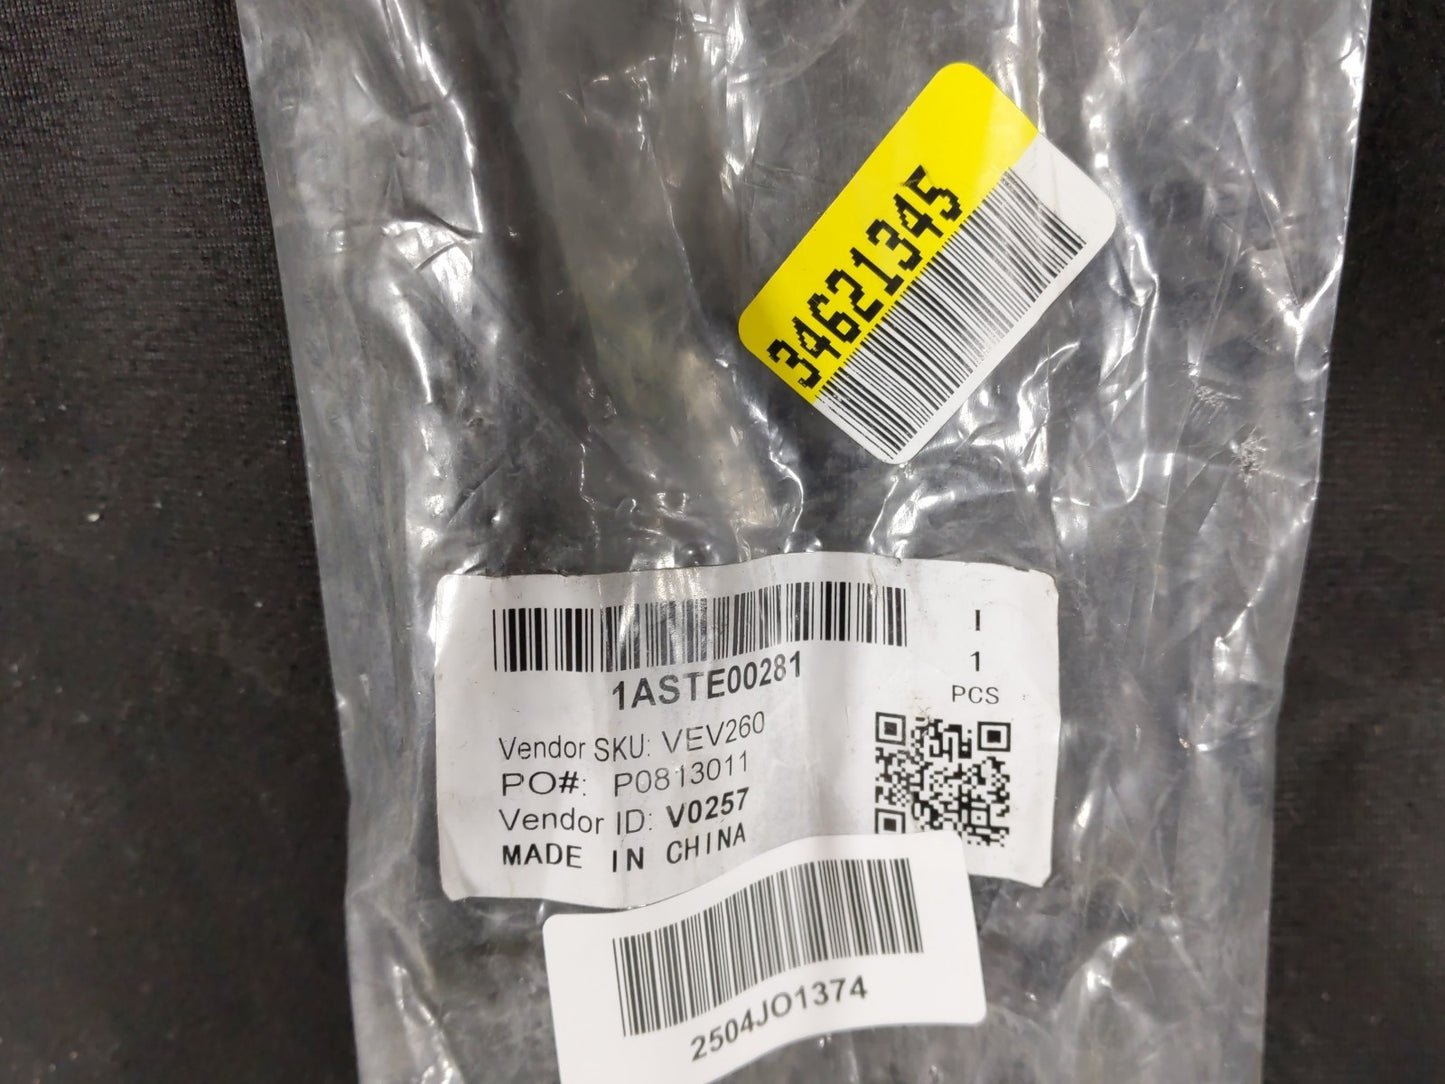 34621345
1ASTE00281
I
1
PCS
Vendor SKU: VEV260
PO#: P0813011
Vendor ID: V0257
MADE IN CHINA
2504JO1374